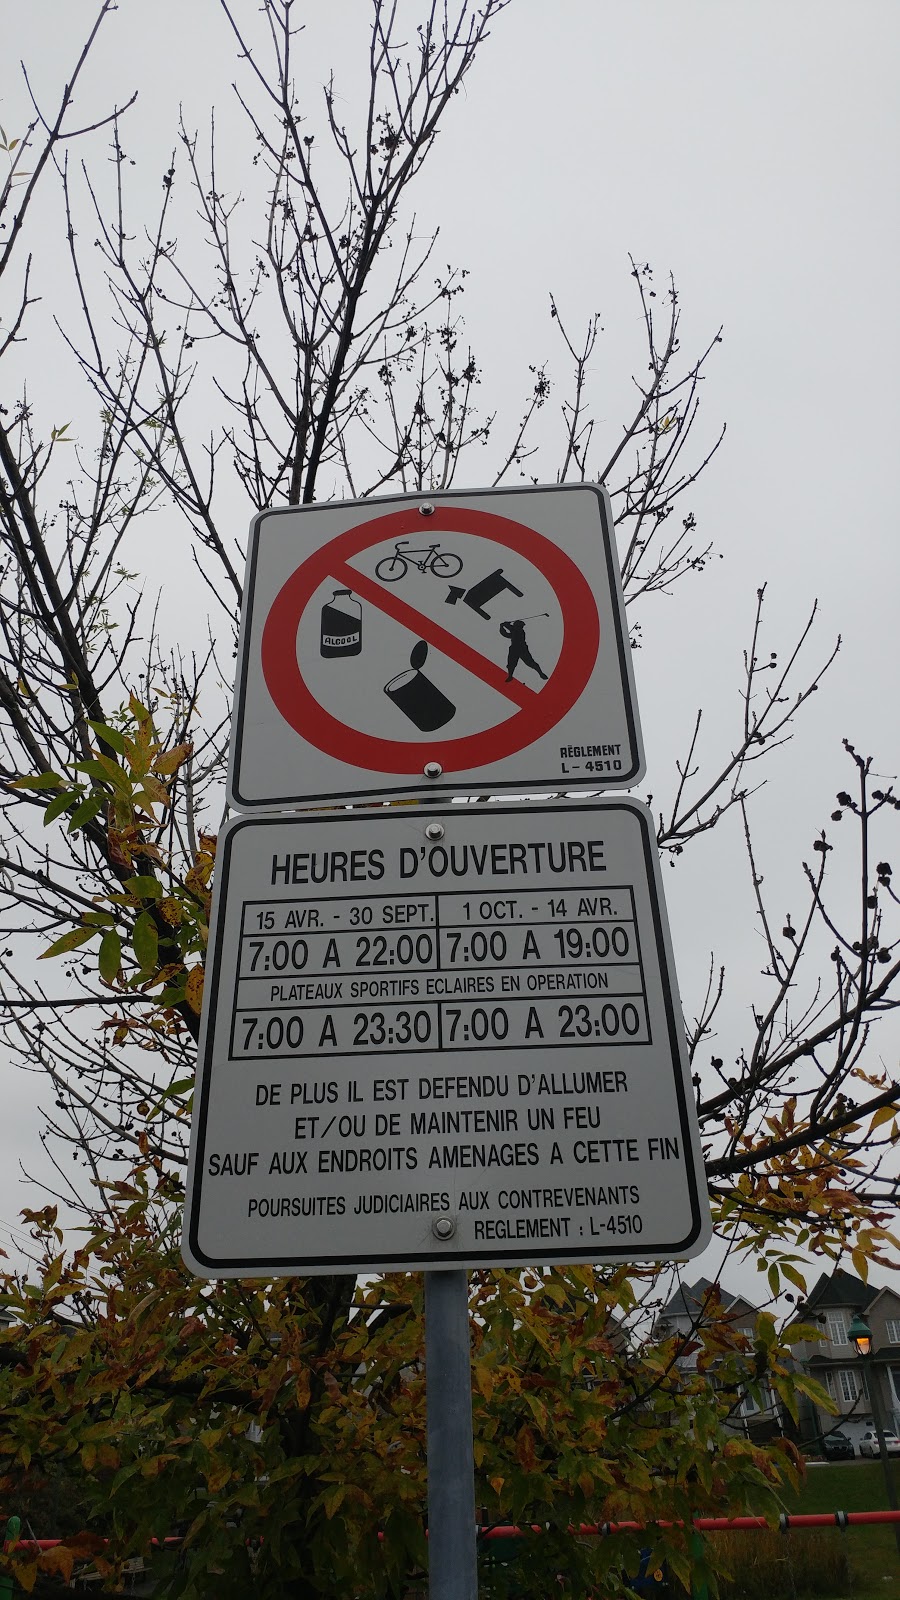 ALCOOL
RÈGLEMENT
L-4510
HEURES D'OUVERTURE
15 AVR. - 30 SEPT. 1 OCT. - 14 AVR.
7:00 A 22:00 7:00 A 19:00
PLATEAUX SPORTIFS ECLAIRES EN OPERATION
7:00 A 23:30 7:00 A 23:00
DE PLUS IL EST DEFENDU D'ALLUMER
ET/OU DE MAINTENIR UN FEU
SAUF AUX ENDROITS AMENAGES A CETTE FIN
POURSUITES JUDICIAIRES AUX CONTREVENANTS
REGLEMENT : L-4510